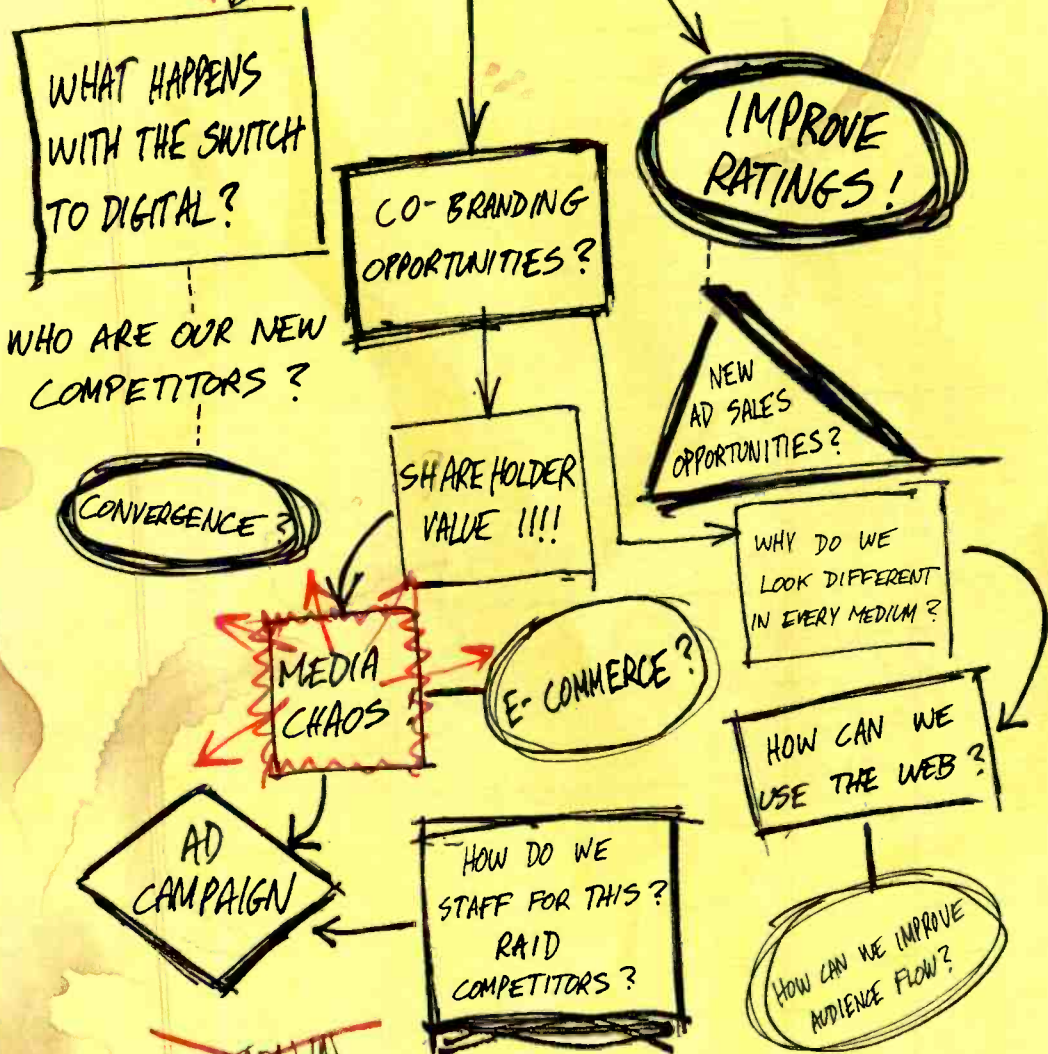 WHAT HAPPENS
WITH THE SWITCH
TO DIGITAL?
CO-BRANDING
OPPORTUNITIES?
IMPROVE
RATINGS!
WHO ARE OUR NEW
COMPETITORS?
NEW
AD SALES
OPPORTUNITIES?
CONVERGENCE?
SHAREHOLDER
VALUE !!!!
WHY DO WE
LOOK DIFFERENT
IN EVERY MEDIUM?
MEDIA
CHAOS
E-COMMERCE?
HOW CAN WE
USE THE WEB?
AD
CAMPAIGN
HOW DO WE
STAFF FOR THIS?
RAID
COMPETITORS?
HOW CAN WE IMPROVE
AUDIENCE FLOW?